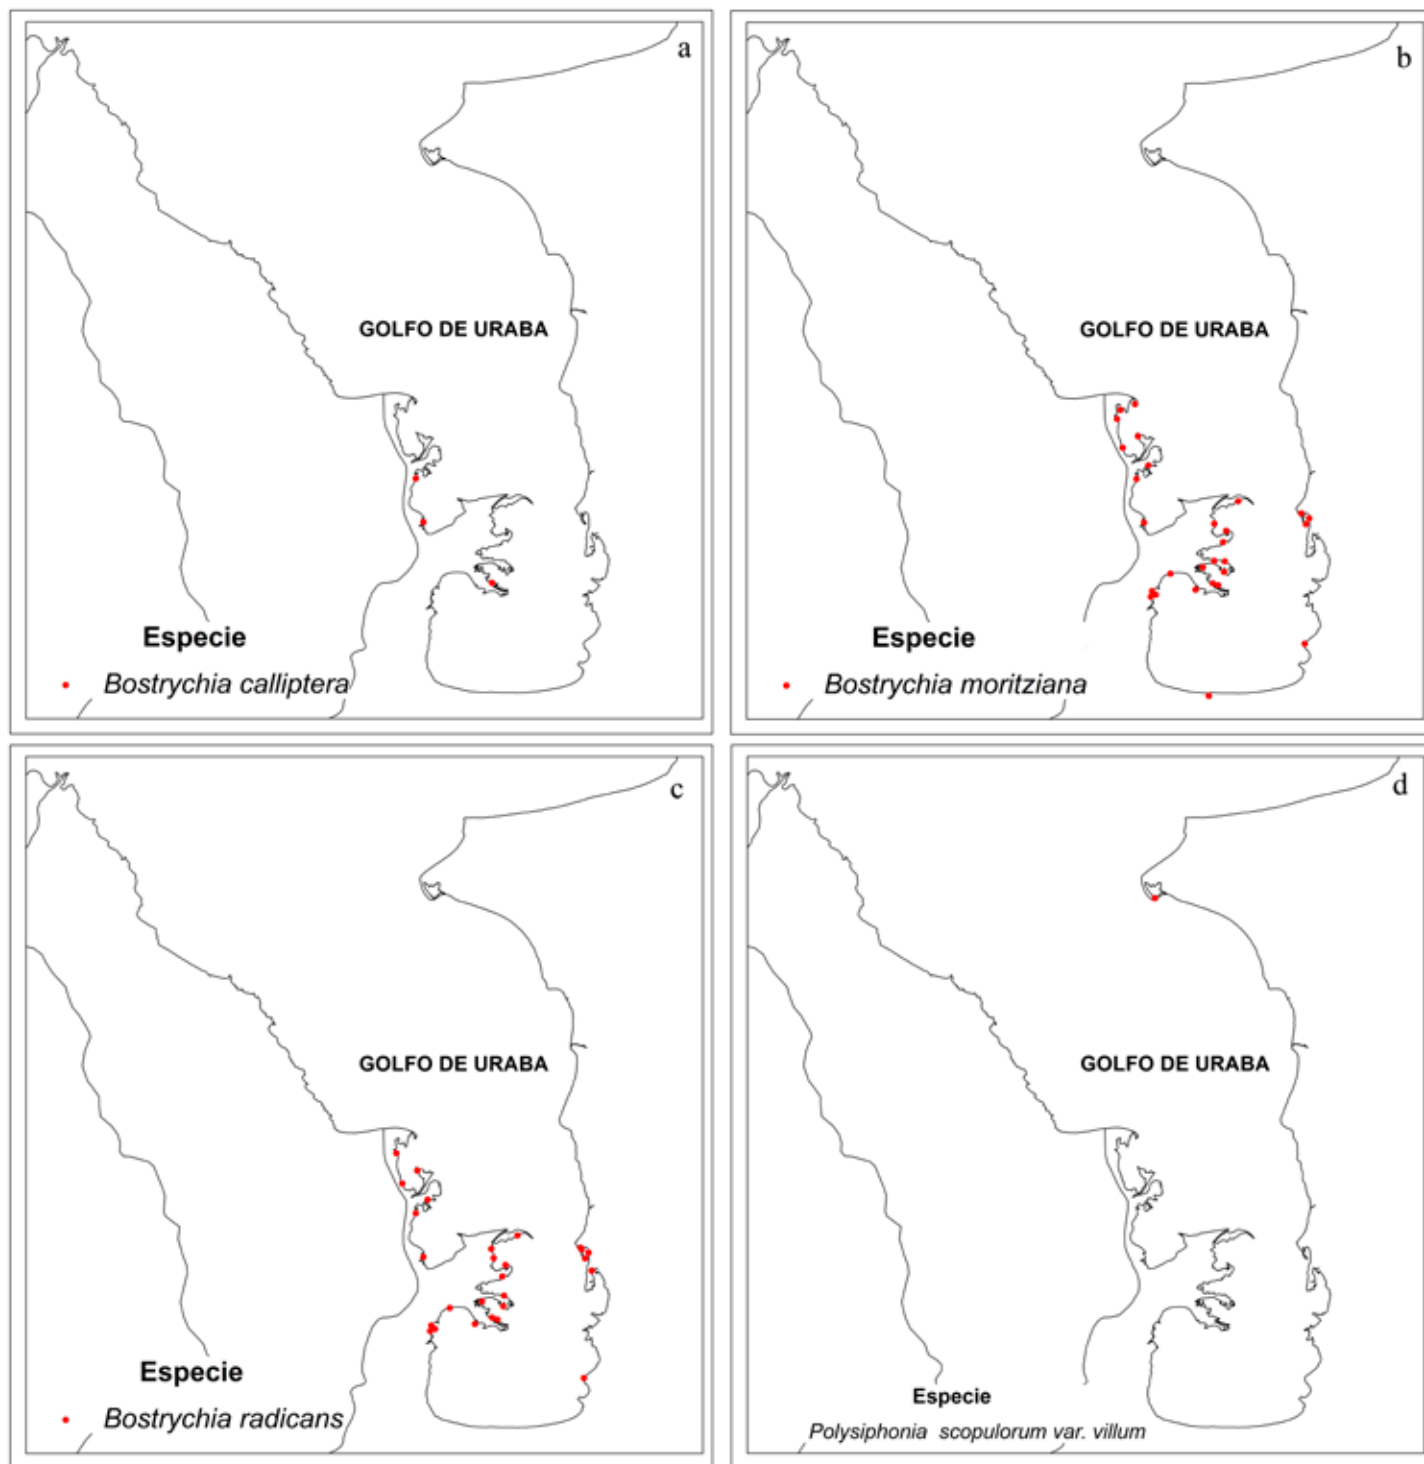 a
GOLFO DE URABA
Especie
Bostrychia calliptera
b
GOLFO DE URABA
Especie
Bostrychia moritziana
c
GOLFO DE URABA
Especie
Bostrychia radicans
d
GOLFO DE URABA
Especie
Polysiphonia scopulorum var. villum